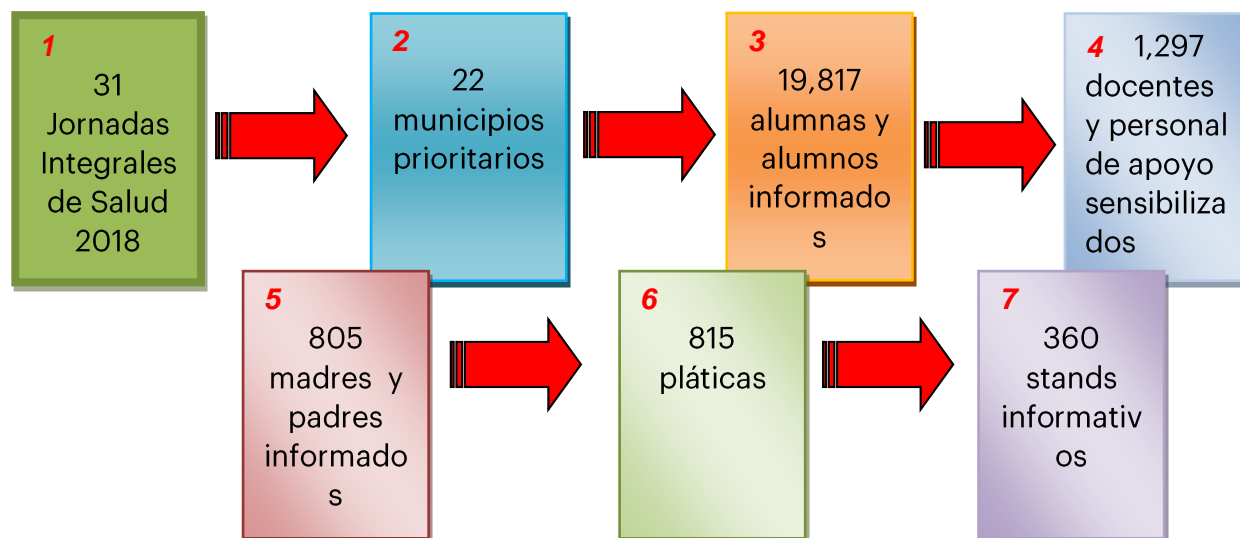 1
31
Jornadas
Integrales
de Salud
2018
2
22
municipios
prioritarios
3
19,817
alumnas y
alumnos
informado
s
4 1,297
docentes
y personal
de apoyo
sensibiliza
dos
5
805
madres y
padres
informado
s
6
815
pláticas
7
360
stands
informativ
os